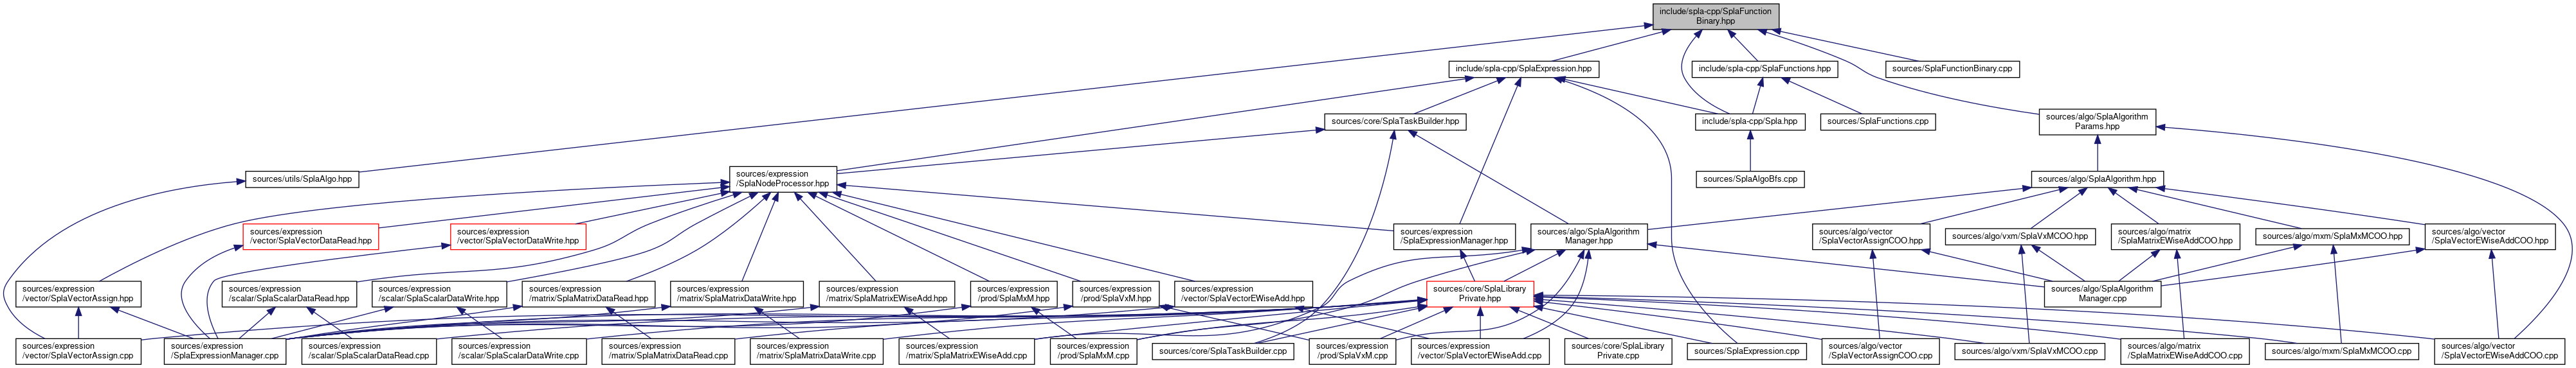 include/spla-cpp/SplaFunction
Binary.hpp
include/spla-cpp/SplaExpression.hpp
include/spla-cpp/SplaFunctions.hpp
sources/SplaFunctionBinary.cpp
sources/core/SplaTaskBuilder.hpp
include/spla-cpp/Spla.hpp
sources/SplaFunctions.cpp
sources/algo/SplaAlgorithm
Params.hpp
sources/utils/SplaAlgo.hpp
sources/expression
/SplaNodeProcessor.hpp
sources/SplaAlgoBfs.cpp
sources/algo/SplaAlgorithm.hpp
sources/expression
/vector/SplaVectorDataRead.hpp
sources/expression
/vector/SplaVectorDataWrite.hpp
sources/expression
/SplaExpressionManager.hpp
sources/algo/SplaAlgorithm
Manager.hpp
sources/algo/vector
/SplaVectorAssignCOO.hpp
sources/algo/vxm/SplaVxMCOO.hpp
sources/algo/matrix
/SplaMatrixEWiseAddCOO.hpp
sources/algo/mxm/SplaMxMCOO.hpp
sources/algo/vector
/SplaVectorEWiseAddCOO.hpp
sources/expression
/vector/SplaVectorAssign.hpp
sources/expression
/scalar/SplaScalarDataRead.hpp
sources/expression
/scalar/SplaScalarDataWrite.hpp
sources/expression
/matrix/SplaMatrixDataRead.hpp
sources/expression
/matrix/SplaMatrixDataWrite.hpp
sources/expression
/matrix/SplaMatrixEWiseAdd.hpp
sources/expression
/prod/SplaMxM.hpp
sources/expression
/prod/SplaVxM.hpp
sources/expression
/vector/SplaVectorEWiseAdd.hpp
sources/core/SplaLibrary
Private.hpp
sources/algo/SplaAlgorithm
Manager.cpp
sources/expression
/vector/SplaVectorAssign.cpp
sources/expression
/SplaExpressionManager.cpp
sources/expression
/scalar/SplaScalarDataRead.cpp
sources/expression
/scalar/SplaScalarDataWrite.cpp
sources/expression
/matrix/SplaMatrixDataRead.cpp
sources/expression
/matrix/SplaMatrixDataWrite.cpp
sources/expression
/matrix/SplaMatrixEWiseAdd.cpp
sources/expression
/prod/SplaMxM.cpp
sources/core/SplaTaskBuilder.cpp
sources/expression
/prod/SplaVxM.cpp
sources/expression
/vector/SplaVectorEWiseAdd.cpp
sources/core/SplaLibrary
Private.cpp
sources/SplaExpression.cpp
sources/algo/vector
/SplaVectorAssignCOO.cpp
sources/algo/vxm/SplaVxMCOO.cpp
sources/algo/matrix
/SplaMatrixEWiseAddCOO.cpp
sources/algo/mxm/SplaMxMCOO.cpp
sources/algo/vector
/SplaVectorEWiseAddCOO.cpp